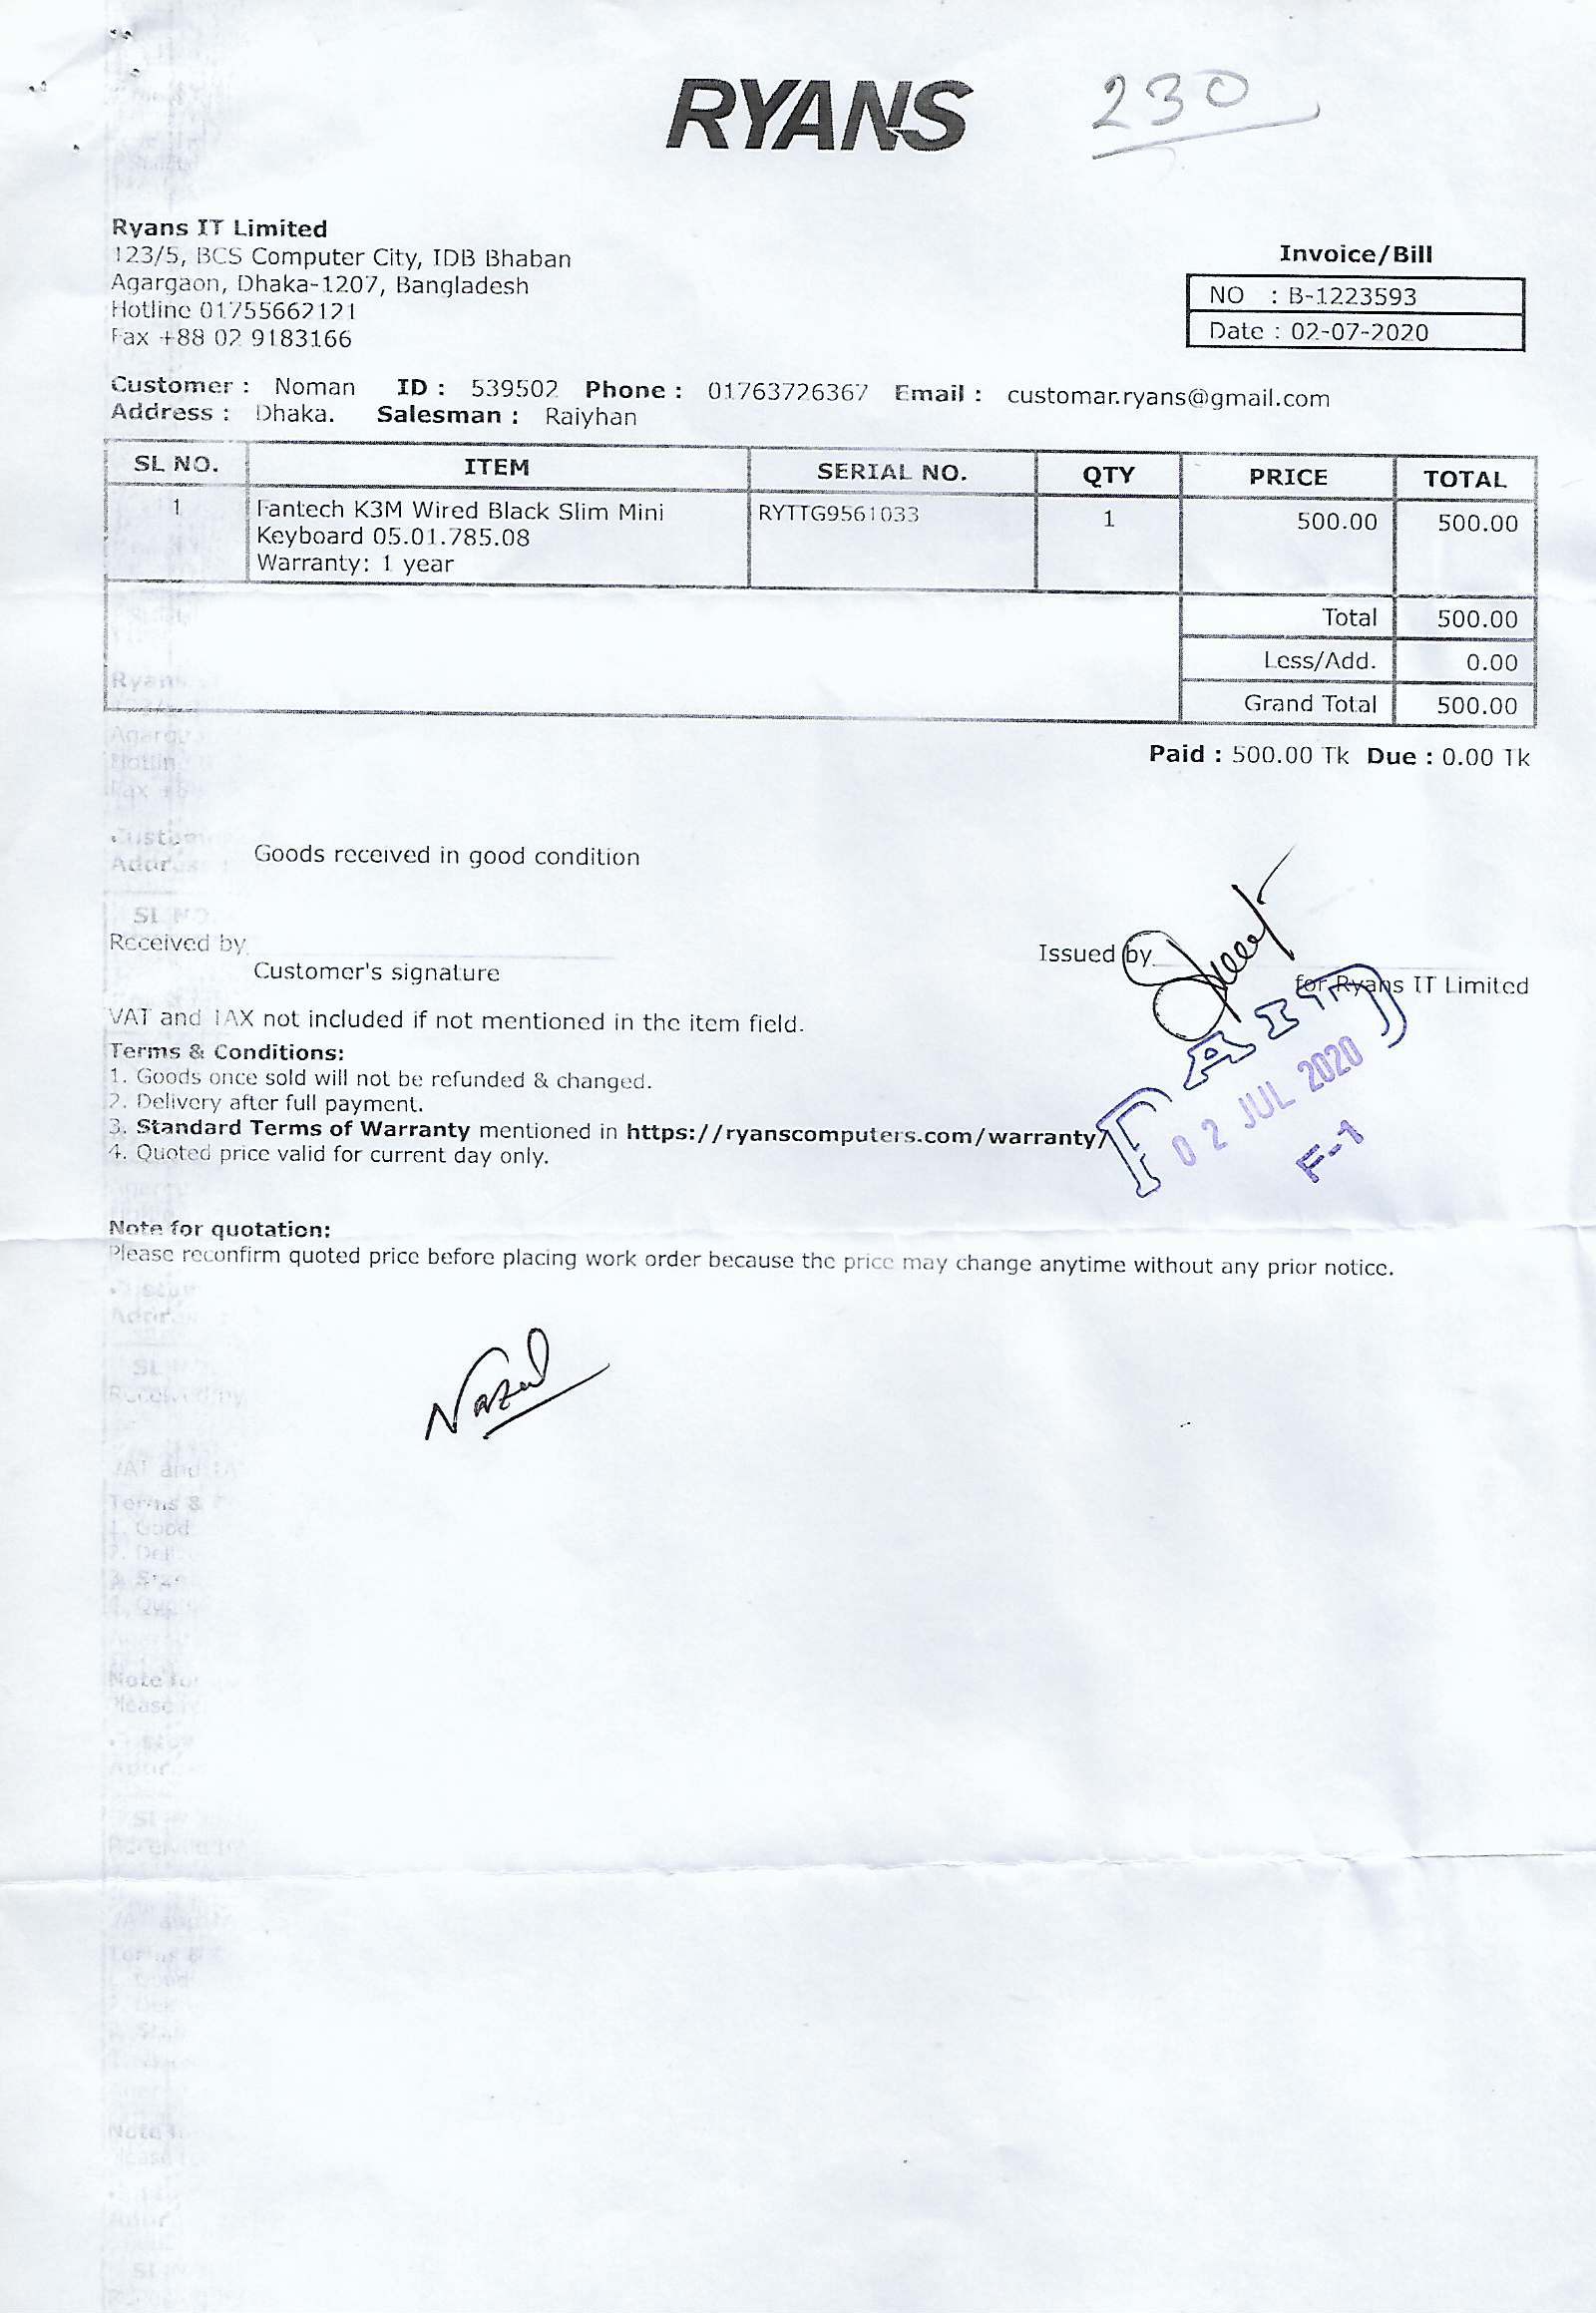 RYANS
230
Ryans IT Limited
123/5, BCS Computer City, IDB Bhaban
Agargaon, Dhaka-1207, Bangladesh
Hotline 01755662121
Fax +88 02 9183166
Invoice/Bill
NO : B-1223593
Date : 02-07-2020
Customer : Noman ID : 539502 Phone : 01763726367 Email : customar.ryans@gmail.com
Address : Dhaka. Salesman : Raiyhan
SL NO. ITEM SERIAL NO. QTY PRICE TOTAL
1 Fantech K3M Wired Black Slim Mini RYTTG9561033 1 500.00 500.00
Keyboard 05.01.785.08
Warranty: 1 year
Total 500.00
Less/Add. 0.00
Grand Total 500.00
Paid : 500.00 Tk Due : 0.00 Tk
Goods received in good condition
Received by
Customer's signature
Issued by
for Ryans IT Limited
VAT and TAX not included if not mentioned in the item field.
Terms & Conditions:
1. Goods once sold will not be refunded & changed.
2. Delivery after full payment.
3. Standard Terms of Warranty mentioned in https://ryanscomputers.com/warranty/
4. Quoted price valid for current day only.
PAID
02 JUL 2020
F-1
Note for quotation:
Please reconfirm quoted price before placing work order because the price may change anytime without any prior notice.